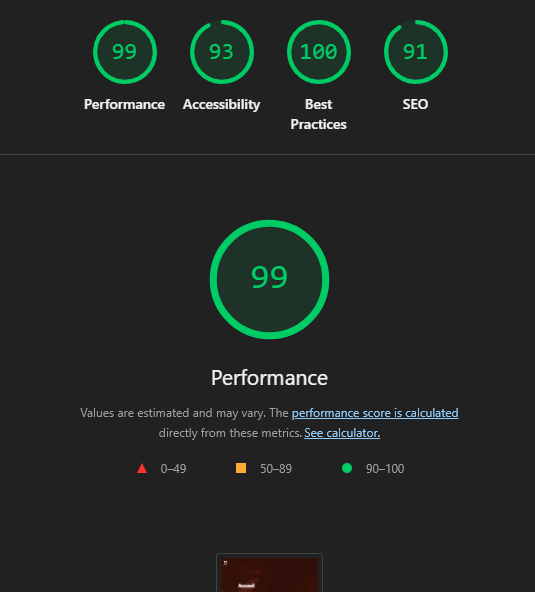 99
93
100
91
Performance
Accessibility
Best
Practices
SEO
99
Performance
Values are estimated and may vary. The performance score is calculated
directly from these metrics. See calculator.
0–49
50–89
90–100
Accueil